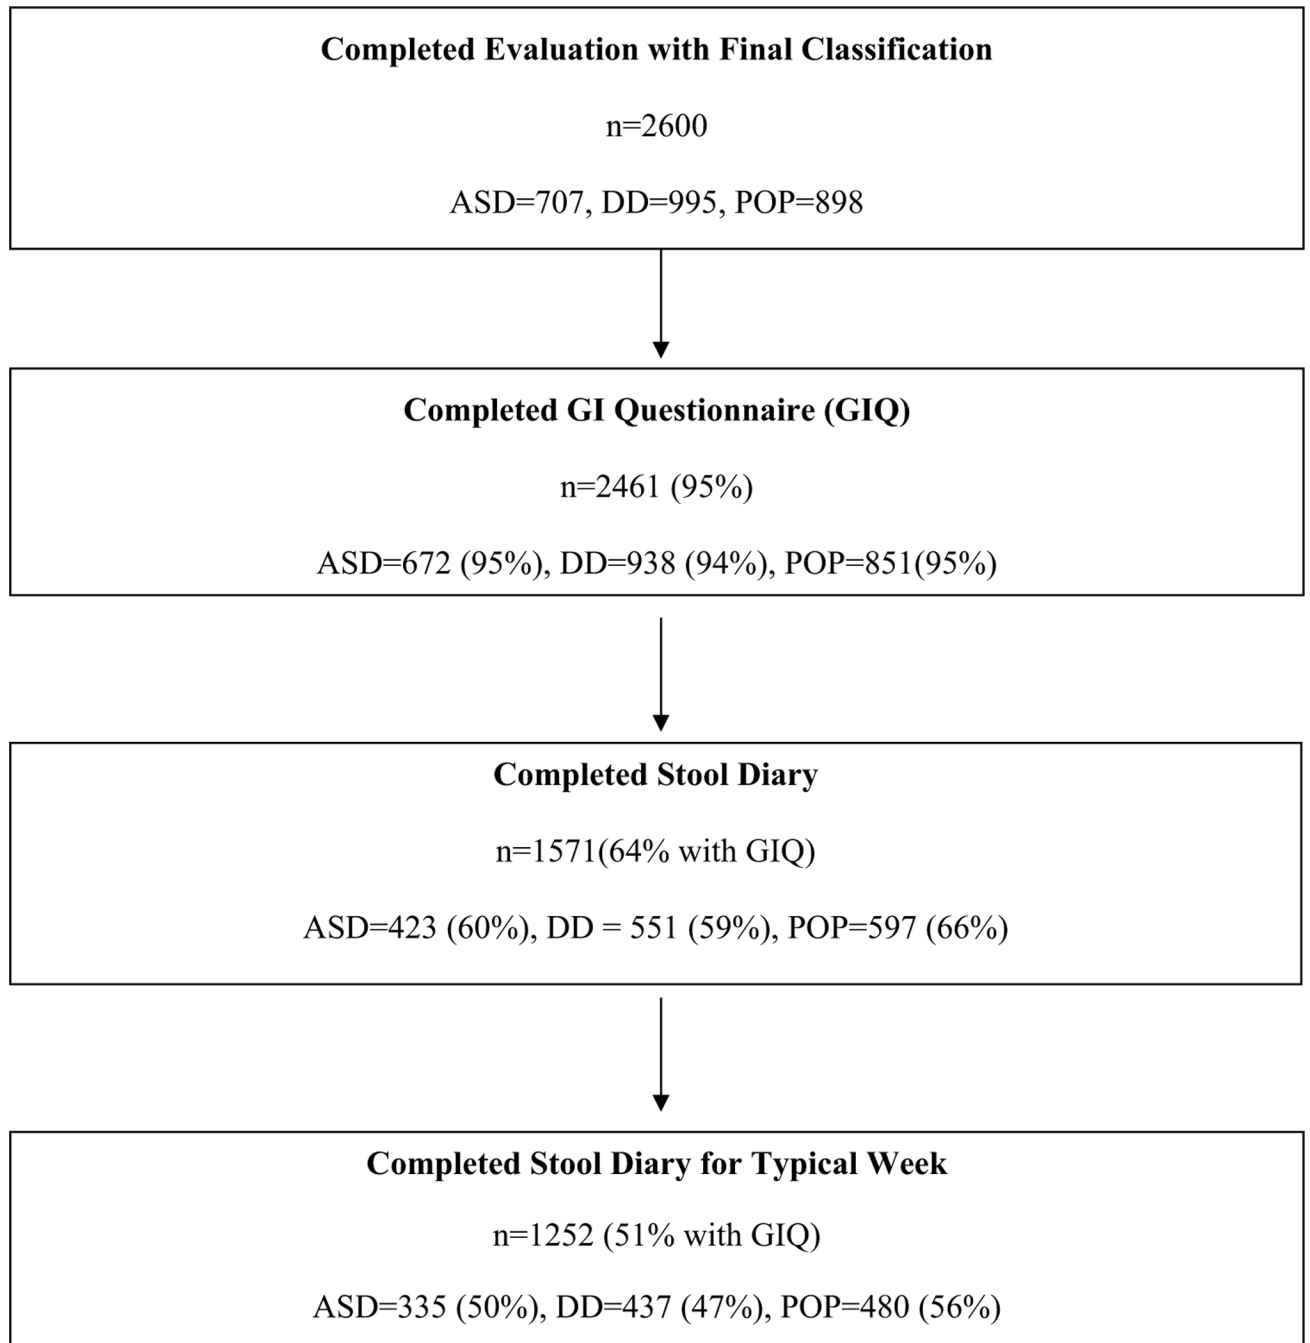 Completed Evaluation with Final Classification
n=2600
ASD=707, DD=995, POP=898
Completed GI Questionnaire (GIQ)
n=2461 (95%)
ASD=672 (95%), DD=938 (94%), POP=851(95%)
Completed Stool Diary
n=1571(64% with GIQ)
ASD=423 (60%), DD = 551 (59%), POP=597 (66%)
Completed Stool Diary for Typical Week
n=1252 (51% with GIQ)
ASD=335 (50%), DD=437 (47%), POP=480 (56%)